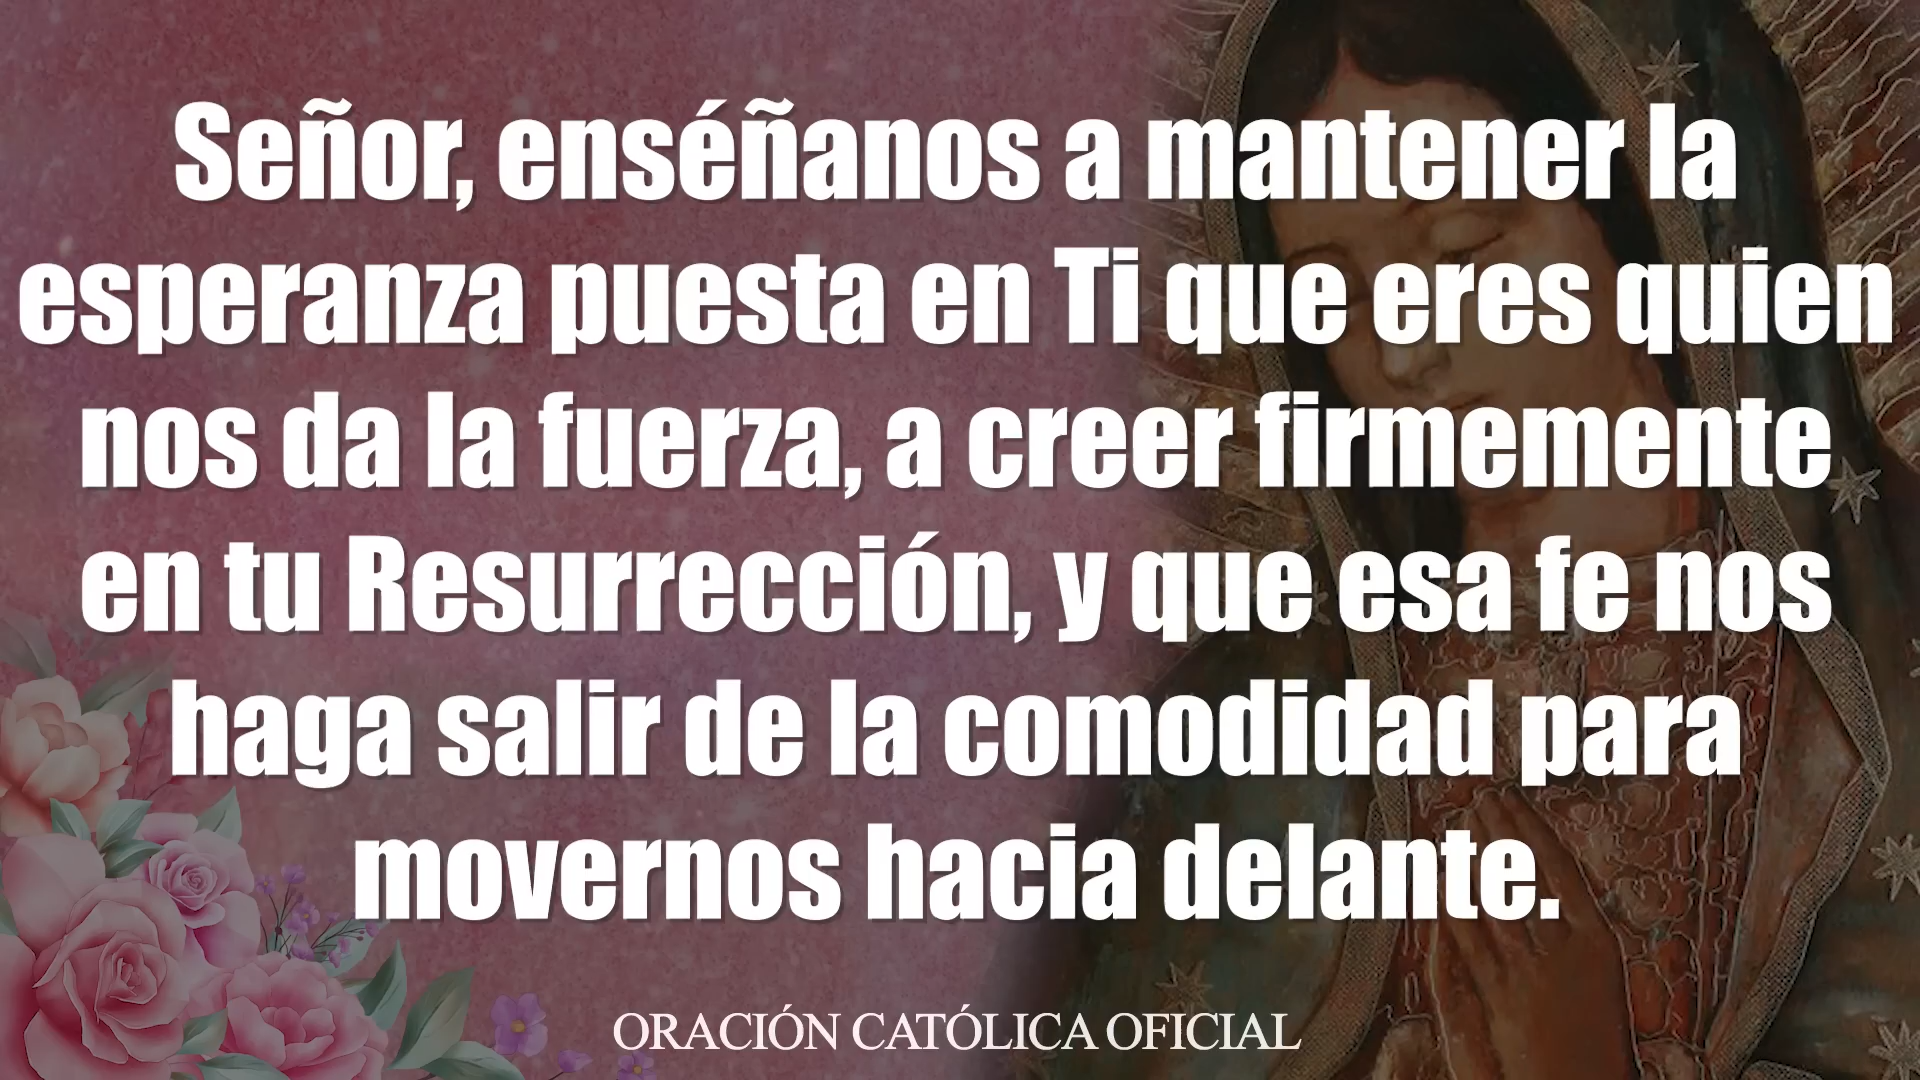 Señor, enséñanos a mantener la
esperanza puesta en Ti que eres quien
nos da la fuerza, a creer firmemente
en tu Resurrección, y que esa fe nos
haga salir de la comodidad para
movernos hacia delante.
ORACIÓN CATÓLICA OFICIAL